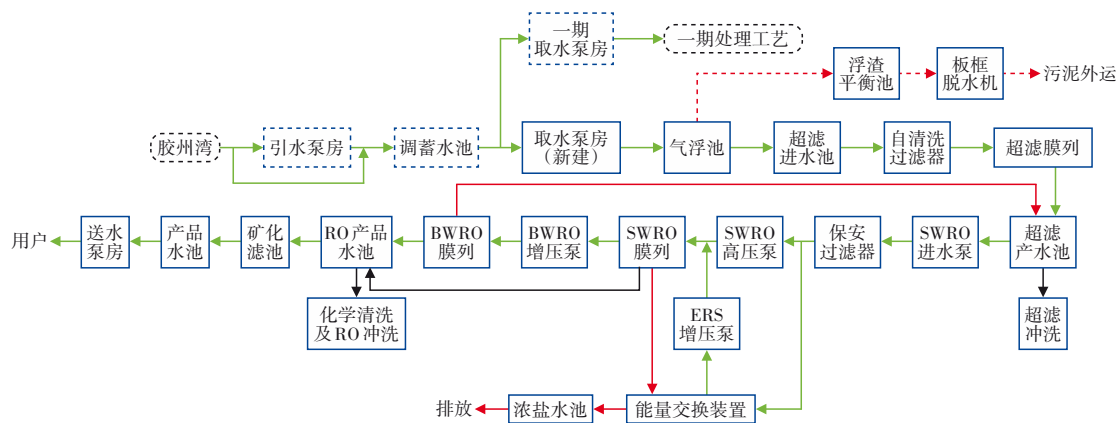 一期
取水泵房
一期处理工艺
浮渣
平衡池
板框
脱水机
污泥外运
胶州湾
引水泵房
调蓄水池
取水泵房
（新建）
气浮池
超滤
进水池
自清洗
过滤器
超滤膜列
用户
送水
泵房
产品
水池
矿化
滤池
RO产品
水池
BWRO
膜列
BWRO
增压泵
SWRO
膜列
SWRO
高压泵
保安
过滤器
SWRO
进水泵
超滤
产水池
化学清洗
及RO冲洗
ERS
增压泵
超滤
冲洗
排放
浓盐水池
能量交换装置